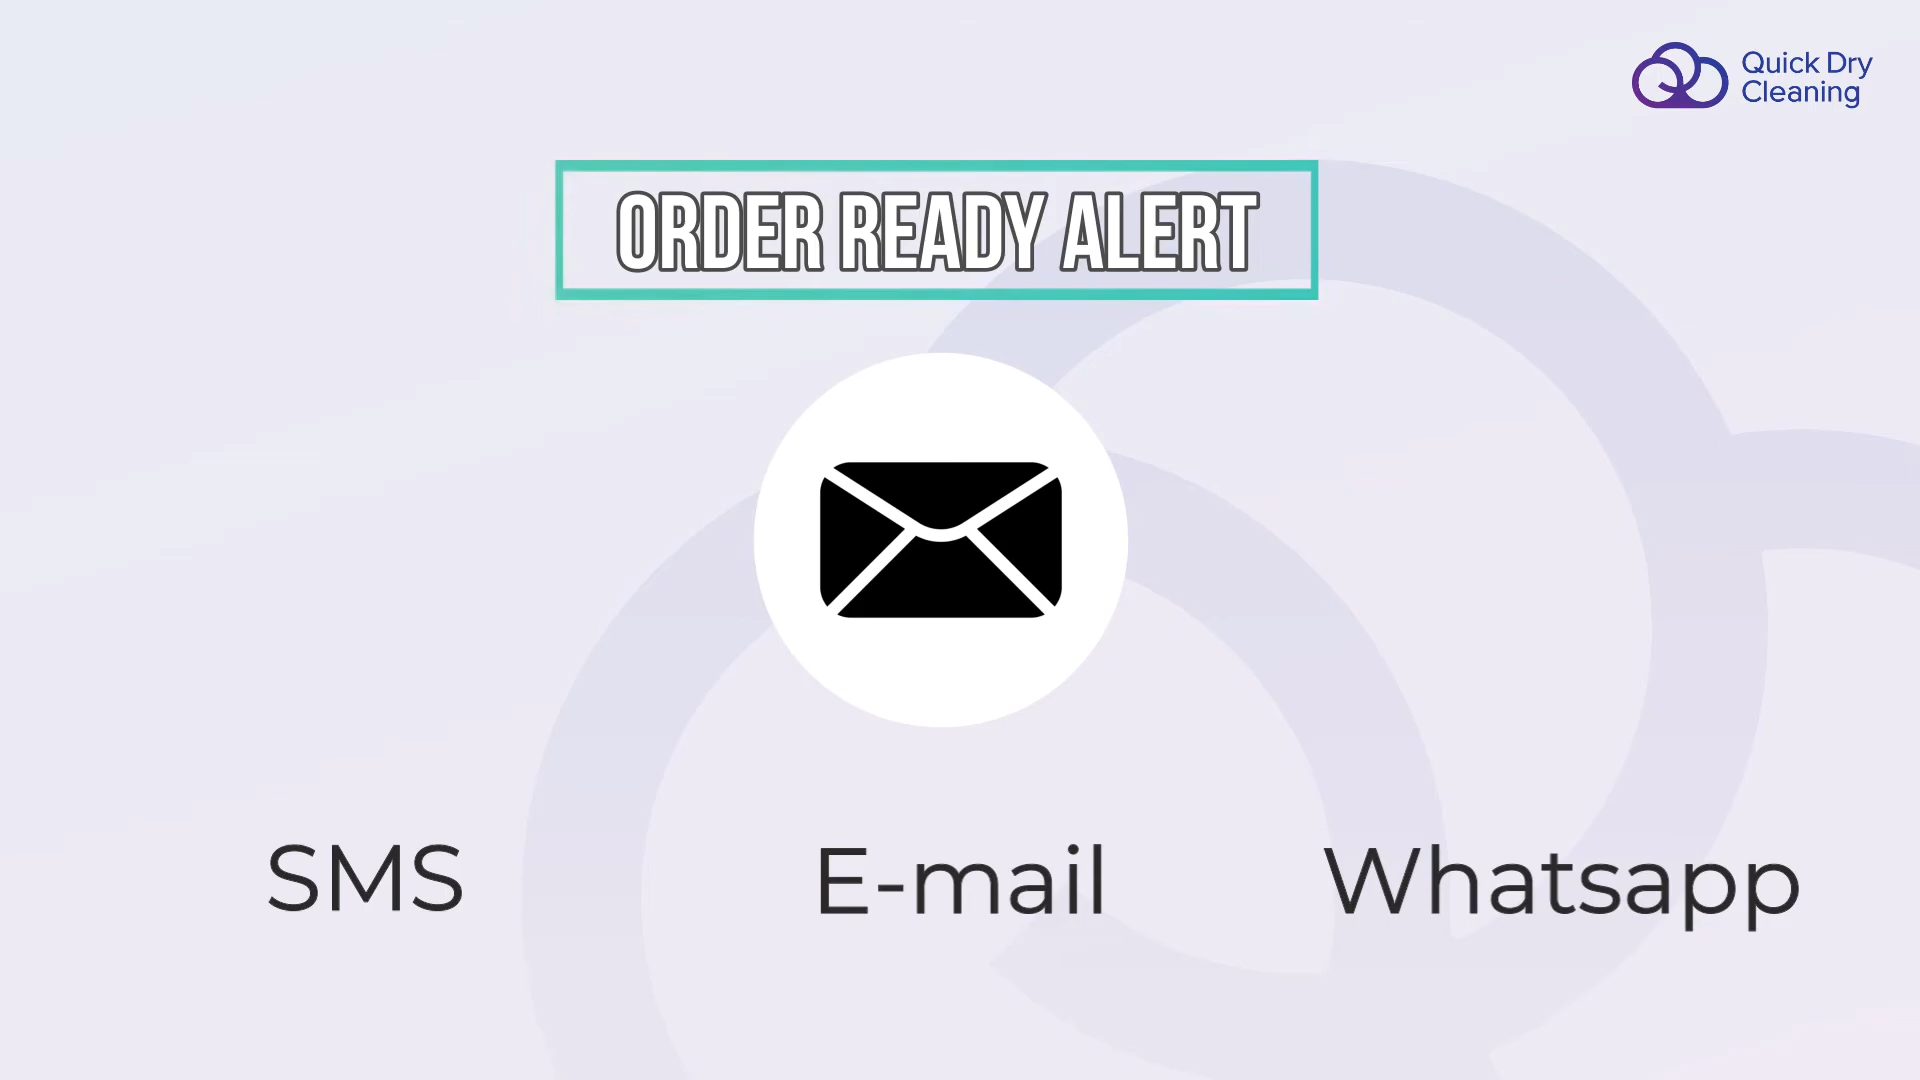 Quick Dry
Cleaning
ORDER READY ALERT
SMS
E-mail
Whatsapp